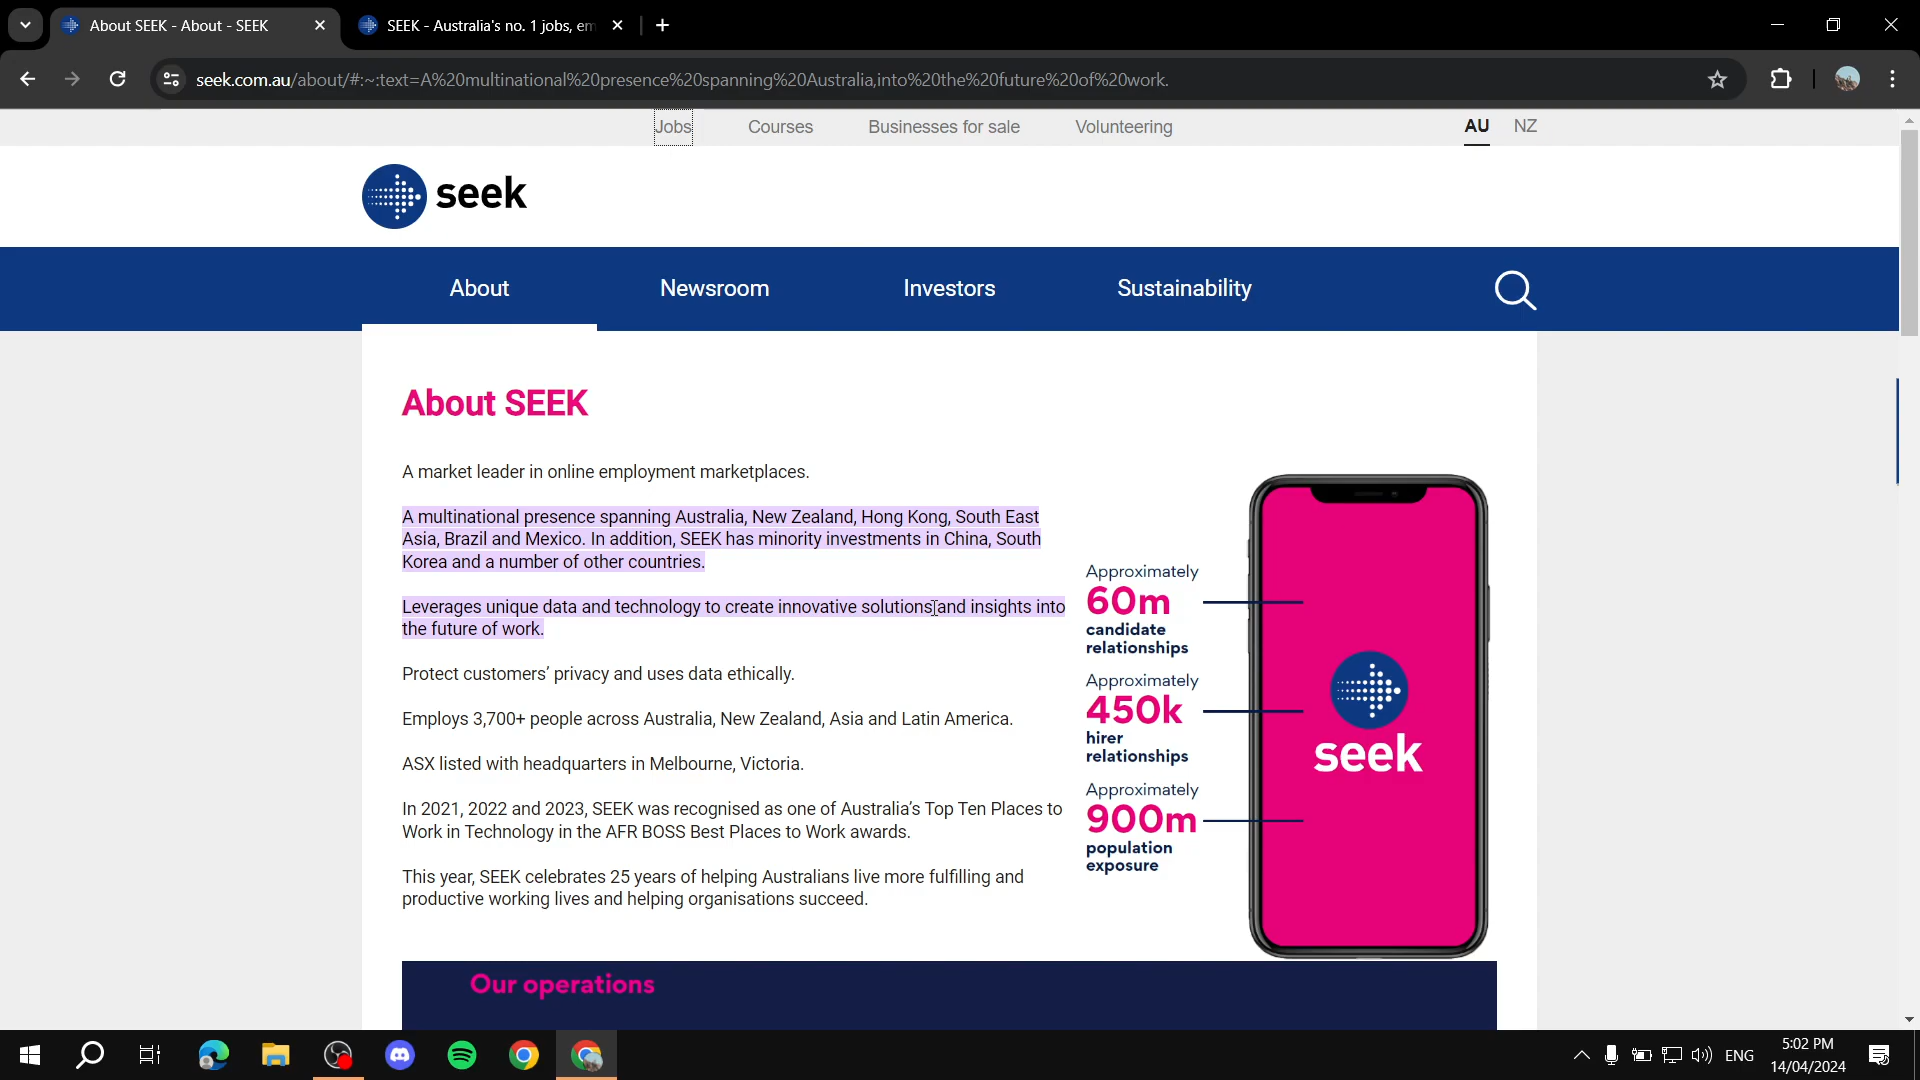 About SEEK - About - SEEK
SEEK - Australia's no. 1 jobs, em
seek.com.au/about/#:~:text=A%20multinational%20presence%20spanning%20Australia,into%20the%20future%20of%20work.
Jobs Courses Businesses for sale Volunteering AU NZ
seek
About Newsroom Investors Sustainability
About SEEK
A market leader in online employment marketplaces.
A multinational presence spanning Australia, New Zealand, Hong Kong, South East
Asia, Brazil and Mexico. In addition, SEEK has minority investments in China, South
Korea and a number of other countries.
Leverages unique data and technology to create innovative solutions and insights into
the future of work.
Protect customers’ privacy and uses data ethically.
Employs 3,700+ people across Australia, New Zealand, Asia and Latin America.
ASX listed with headquarters in Melbourne, Victoria.
In 2021, 2022 and 2023, SEEK was recognised as one of Australia’s Top Ten Places to
Work in Technology in the AFR BOSS Best Places to Work awards.
This year, SEEK celebrates 25 years of helping Australians live more fulfilling and
productive working lives and helping organisations succeed.
Approximately
60m
candidate
relationships
Approximately
450k
hirer
relationships
Approximately
900m
population
exposure
seek
Our operations
ENG
5:02 PM
14/04/2024